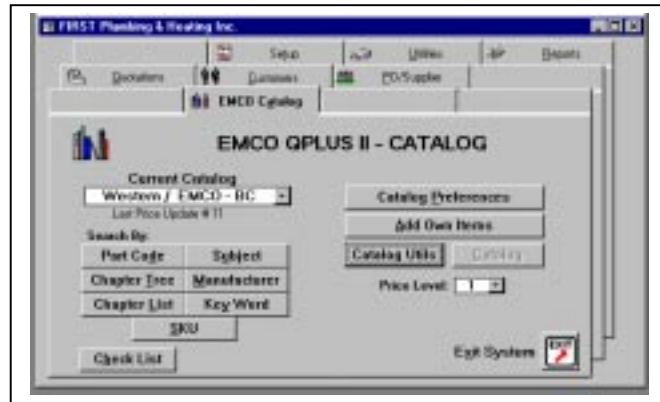 FIRST Plumbing & Heating Inc.
Setup Utilities Reports
Quotations Customers PO/Supplier
EMCO Catalog
EMCO QPLUS II - CATALOG
Current Catalog
Western / EMCO - BC
Last Price Update # 11
Search By:
Part Code Subject
Chapter Tree Manufacturer
Chapter List Key Word
SKU
Check List
Catalog Preferences
Add Own Items
Catalog Utils Catalog
Price Level: 1
Exit System EXIT